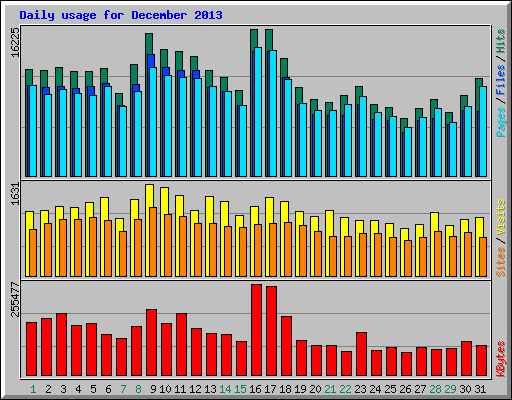 Daily usage for December 2013
16225
Pages / Files / Hits
1631
Sites / Visits
255477
KBytes
1 2 3 4 5 6 7 8 9 10 11 12 13 14 15 16 17 18 19 20 21 22 23 24 25 26 27 28 29 30 31